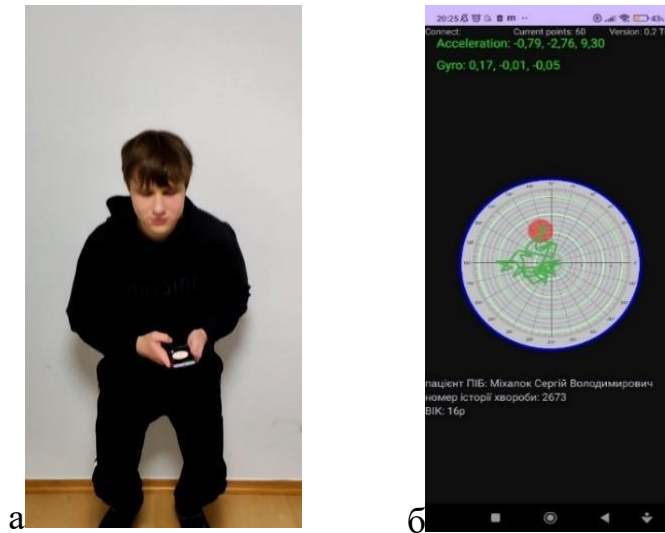 20:25
43%
Connect:
Current points: 60
Version: 0.2 T
Acceleration: -0,79, -2,76, 9,30
Gyro: 0,17, -0,01, -0,05
пацієнт ПІБ: Міхалок Сергій Володимирович
номер історії хвороби: 2673
ВІК: 16р
а
б